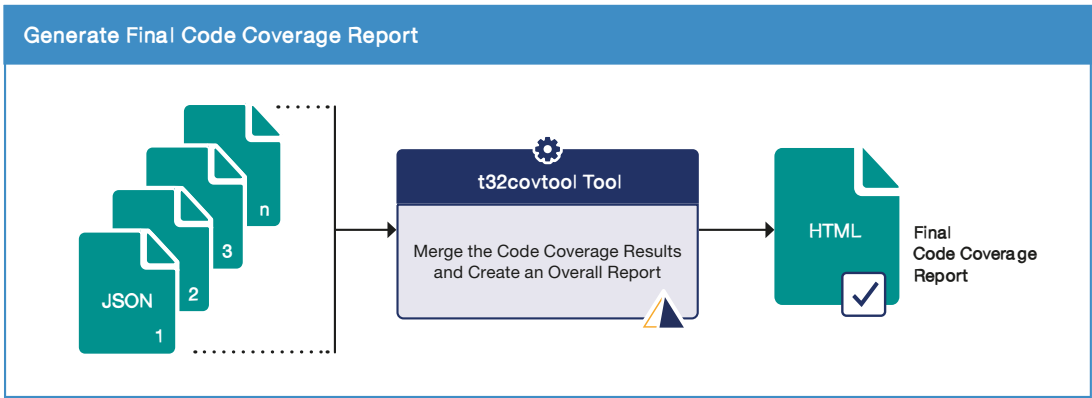 Generate Final Code Coverage Report
n
3
2
JSON
1
t32covtool Tool
Merge the Code Coverage Results
and Create an Overall Report
HTML
Final
Code Coverage
Report